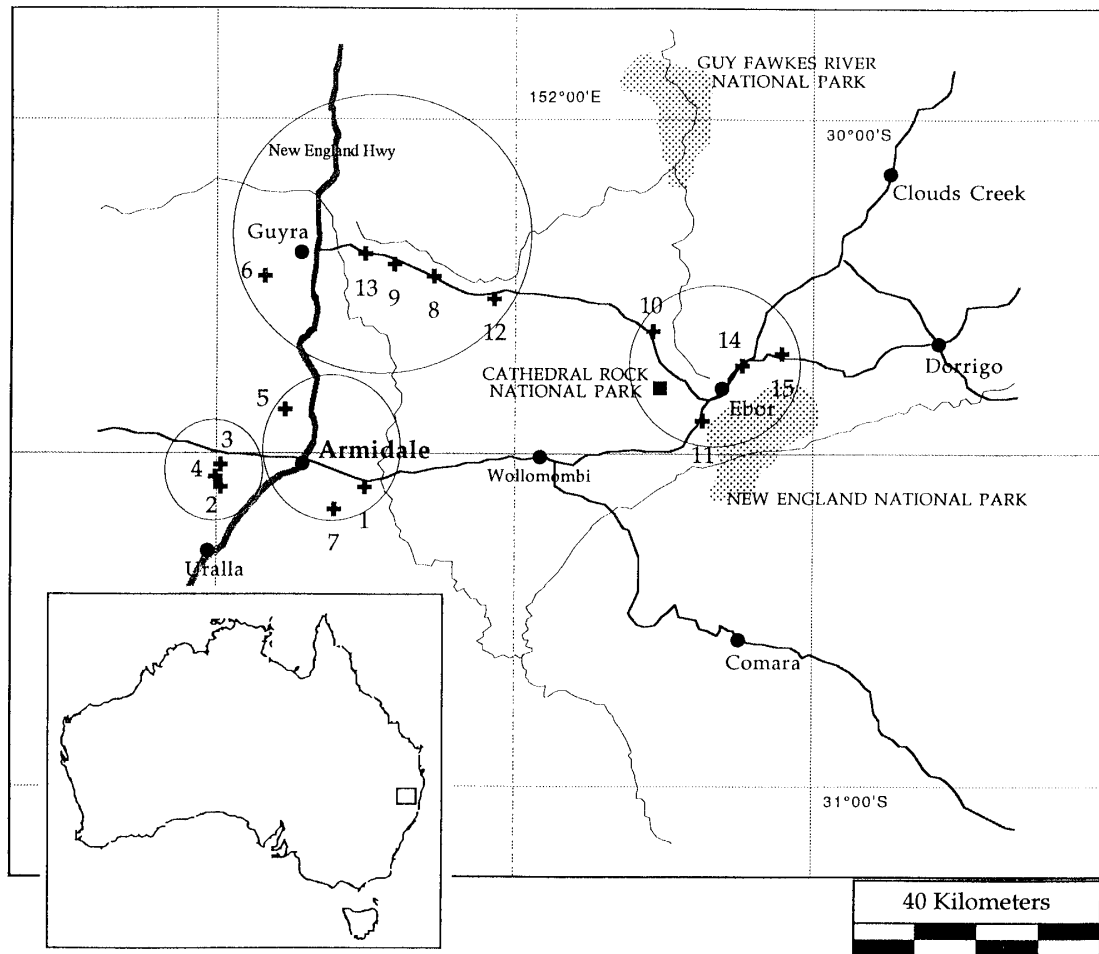 GUY FAWKES RIVER
NATIONAL PARK
152°00'E
30°00'S
New England Hwy
Clouds Creek
Guyra
6
13
9
8
12
10
14
Dorrigo
CATHEDRAL ROCK
NATIONAL PARK
15
Ebor
5
3
Armidale
4
11
Wollomombi
2
1
NEW ENGLAND NATIONAL PARK
7
Uralla
Comara
31°00'S
40 Kilometers